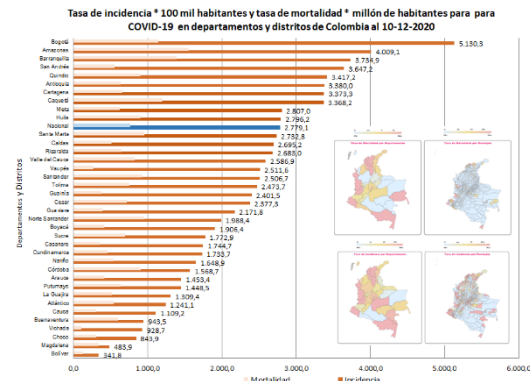 Tasa de incidencia * 100 mil habitantes y tasa de mortalidad * millón de habitantes para para
COVID-19 en departamentos y distritos de Colombia al 10-12-2020
Departamentos y Distritos
Bogotá 5.130,3
Amazonas 4.009,1
Barranquilla 3.734,9
San Andrés 3.647,2
Quindio 3.417,2
Antioquia 3.380,0
Cartagena 3.373,3
Caquetá 3.368,2
Meta 2.807,0
Huila 2.796,2
Nacional 2.779,1
Santa Marta 2.732,8
Caldas 2.695,2
Risaralda 2.683,0
Valle del Cauca 2.586,9
Vaupés 2.511,6
Santander 2.506,7
Tolima 2.473,7
Guainía 2.401,5
Cesar 2.377,3
Guaviare 2.171,8
Norte Santander 1.988,4
Boyacá 1.906,4
Sucre 1.772,9
Casanare 1.744,7
Cundinamarca 1.733,7
Nariño 1.648,9
Córdoba 1.568,7
Arauca 1.453,4
Putumayo 1.448,5
La Guajira 1.309,4
Atlántico 1.241,1
Cauca 1.109,2
Buenaventura 943,5
Vichada 928,7
Choco 843,9
Magdalena 483,9
Bolívar 341,8
0,0 1.000,0 2.000,0 3.000,0 4.000,0 5.000,0 6.000,0
Mortalidad Incidencia